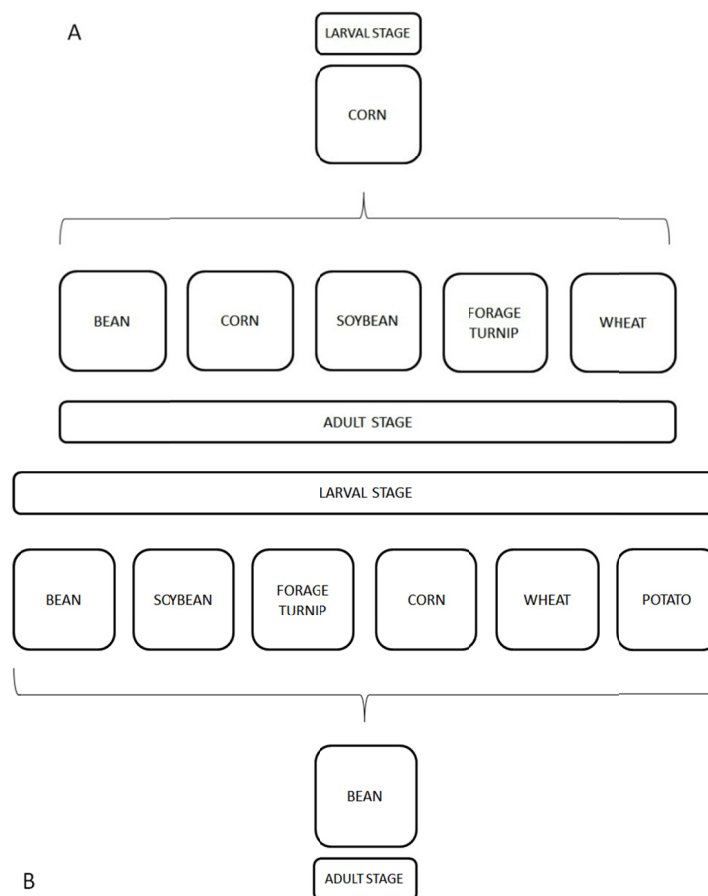 A
LARVAL STAGE
CORN
BEAN
CORN
SOYBEAN
FORAGE
TURNIP
WHEAT
ADULT STAGE
LARVAL STAGE
BEAN
SOYBEAN
FORAGE
TURNIP
CORN
WHEAT
POTATO
BEAN
ADULT STAGE
B